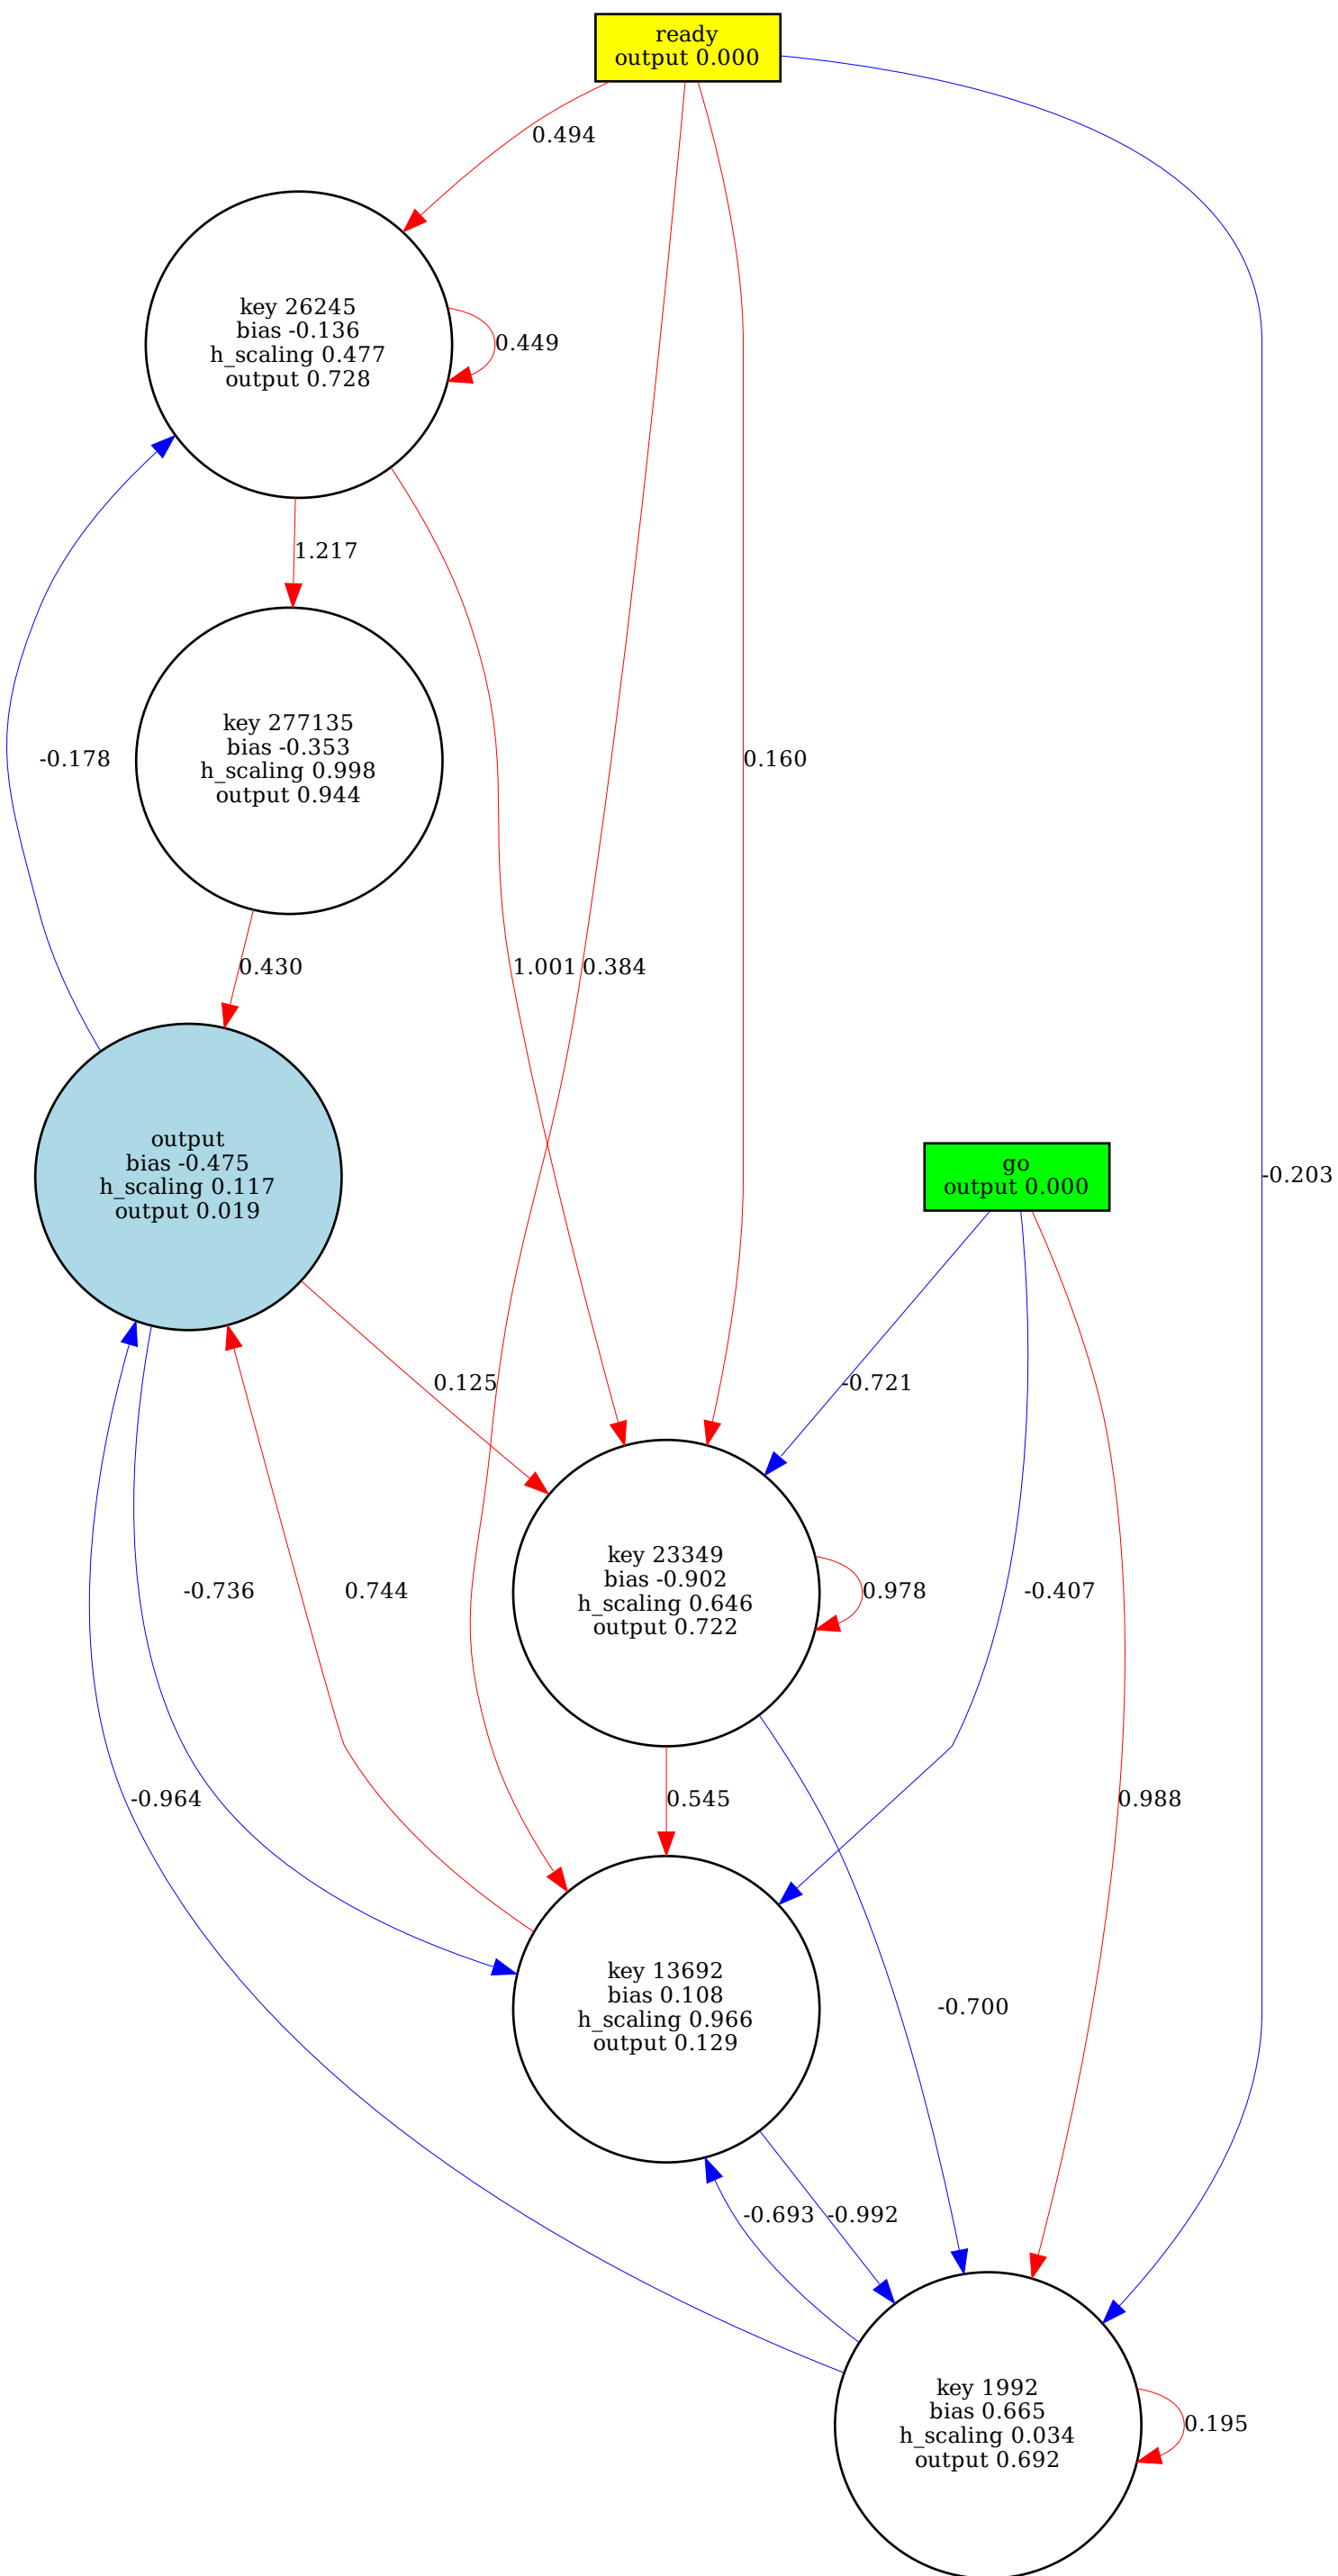 ready
output 0.000
0.494
key 26245
bias -0.136
h_scaling 0.477
output 0.728
0.449
1.217
key 277135
bias -0.353
h_scaling 0.998
output 0.944
-0.178
0.160
0.430
1.001
0.384
output
bias -0.475
h_scaling 0.117
output 0.019
go
output 0.000
-0.203
0.125
-0.721
key 23349
bias -0.902
h_scaling 0.646
output 0.722
0.978
-0.736
0.744
-0.407
-0.964
0.545
0.988
key 13692
bias 0.108
h_scaling 0.966
output 0.129
-0.700
-0.693
-0.992
key 1992
bias 0.665
h_scaling 0.034
output 0.692
0.195